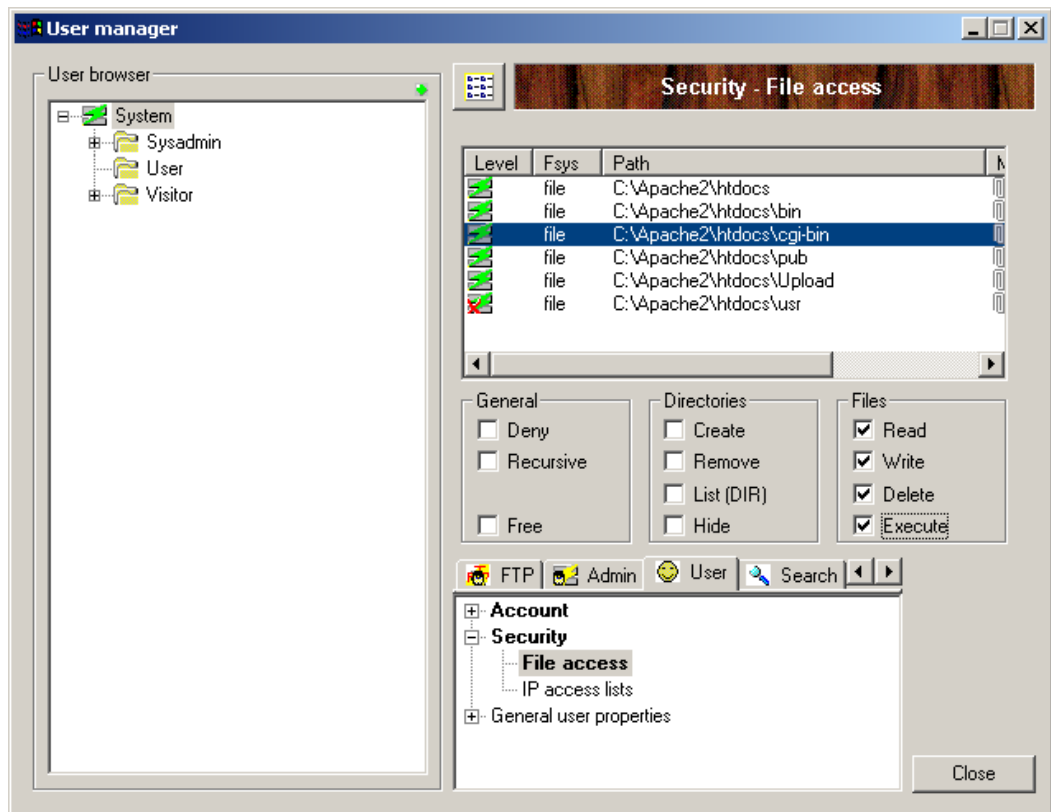 User manager
User browser
System
Sysadmin
User
Visitor
Security - File access
Level Fsys Path
file C:\Apache2\htdocs
file C:\Apache2\htdocs\bin
file C:\Apache2\htdocs\cgi-bin
file C:\Apache2\htdocs\pub
file C:\Apache2\htdocs\Upload
file C:\Apache2\htdocs\usr
General
Deny
Recursive
Free
Directories
Create
Remove
List (DIR)
Hide
Files
Read
Write
Delete
Execute
FTP Admin User Search
Account
Security
File access
IP access lists
General user properties
Close